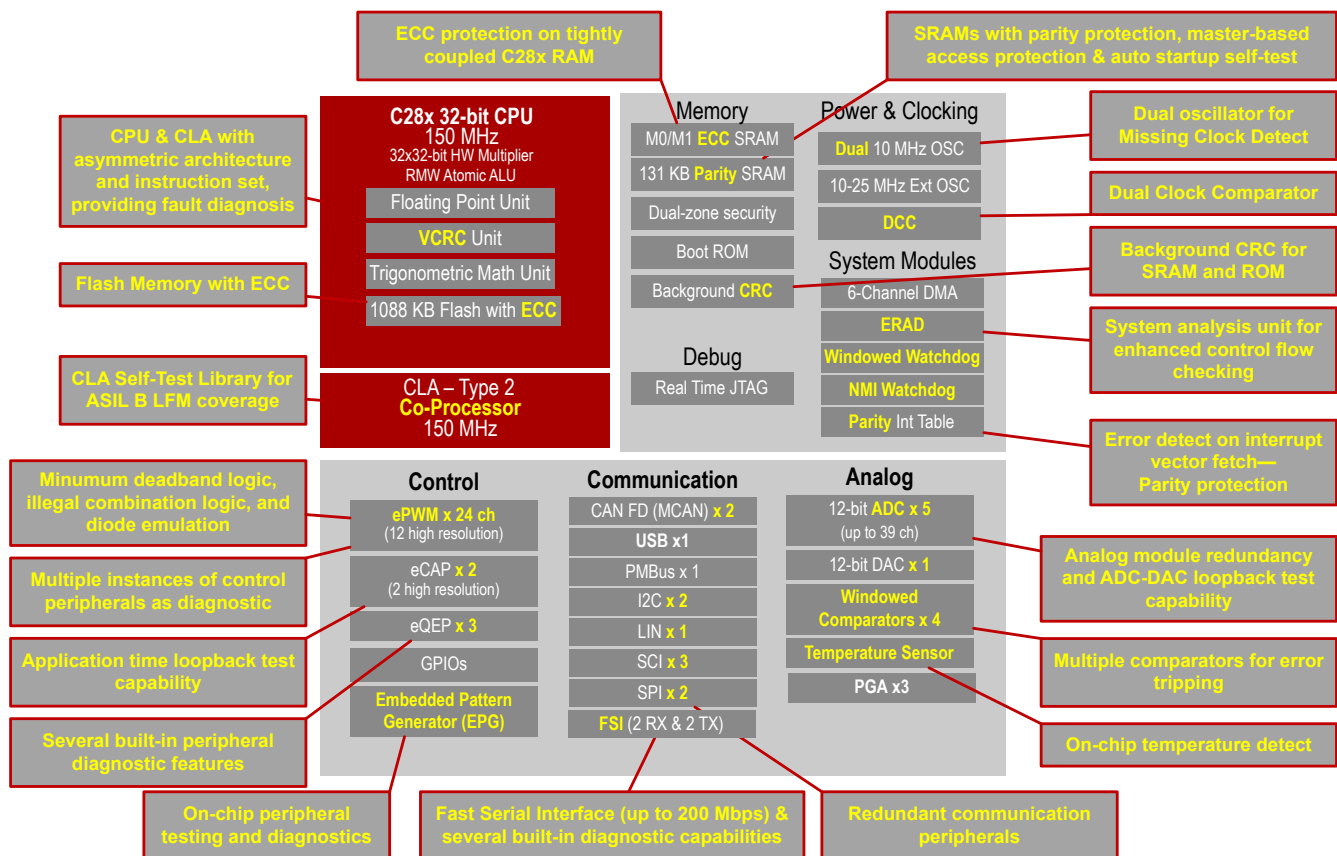 ECC protection on tightly
coupled C28x RAM
SRAMs with parity protection, master-based
access protection & auto startup self-test
CPU & CLA with
asymmetric architecture
and instruction set,
providing fault diagnosis
Flash Memory with ECC
CLA Self-Test Library for
ASIL B LFM coverage
C28x 32-bit CPU
150 MHz
32x32-bit HW Multiplier
RMW Atomic ALU
Floating Point Unit
VCRC Unit
Trigonometric Math Unit
1088 KB Flash with ECC
CLA – Type 2
Co-Processor
150 MHz
Memory
M0/M1 ECC SRAM
131 KB Parity SRAM
Dual-zone security
Boot ROM
Background CRC
Debug
Real Time JTAG
Power & Clocking
Dual 10 MHz OSC
10-25 MHz Ext OSC
DCC
System Modules
6-Channel DMA
ERAD
Windowed Watchdog
NMI Watchdog
Parity Int Table
Dual oscillator for
Missing Clock Detect
Dual Clock Comparator
Background CRC for
SRAM and ROM
System analysis unit for
enhanced control flow
checking
Error detect on interrupt
vector fetch—
Parity protection
Minumum deadband logic,
illegal combination logic, and
diode emulation
Multiple instances of control
peripherals as diagnostic
Application time loopback test
capability
Several built-in peripheral
diagnostic features
Control
ePWM x 24 ch
(12 high resolution)
eCAP x 2
(2 high resolution)
eQEP x 3
GPIOs
Embedded Pattern
Generator (EPG)
Communication
CAN FD (MCAN) x 2
USB x1
PMBus x 1
I2C x 2
LIN x 1
SCI x 3
SPI x 2
FSI (2 RX & 2 TX)
Analog
12-bit ADC x 5
(up to 39 ch)
12-bit DAC x 1
Windowed
Comparators x 4
Temperature Sensor
PGA x3
Analog module redundancy
and ADC-DAC loopback test
capability
Multiple comparators for error
tripping
On-chip temperature detect
On-chip peripheral
testing and diagnostics
Fast Serial Interface (up to 200 Mbps) &
several built-in diagnostic capabilities
Redundant communication
peripherals